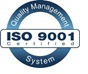 Quality Management
ISO 9001
Certified
System